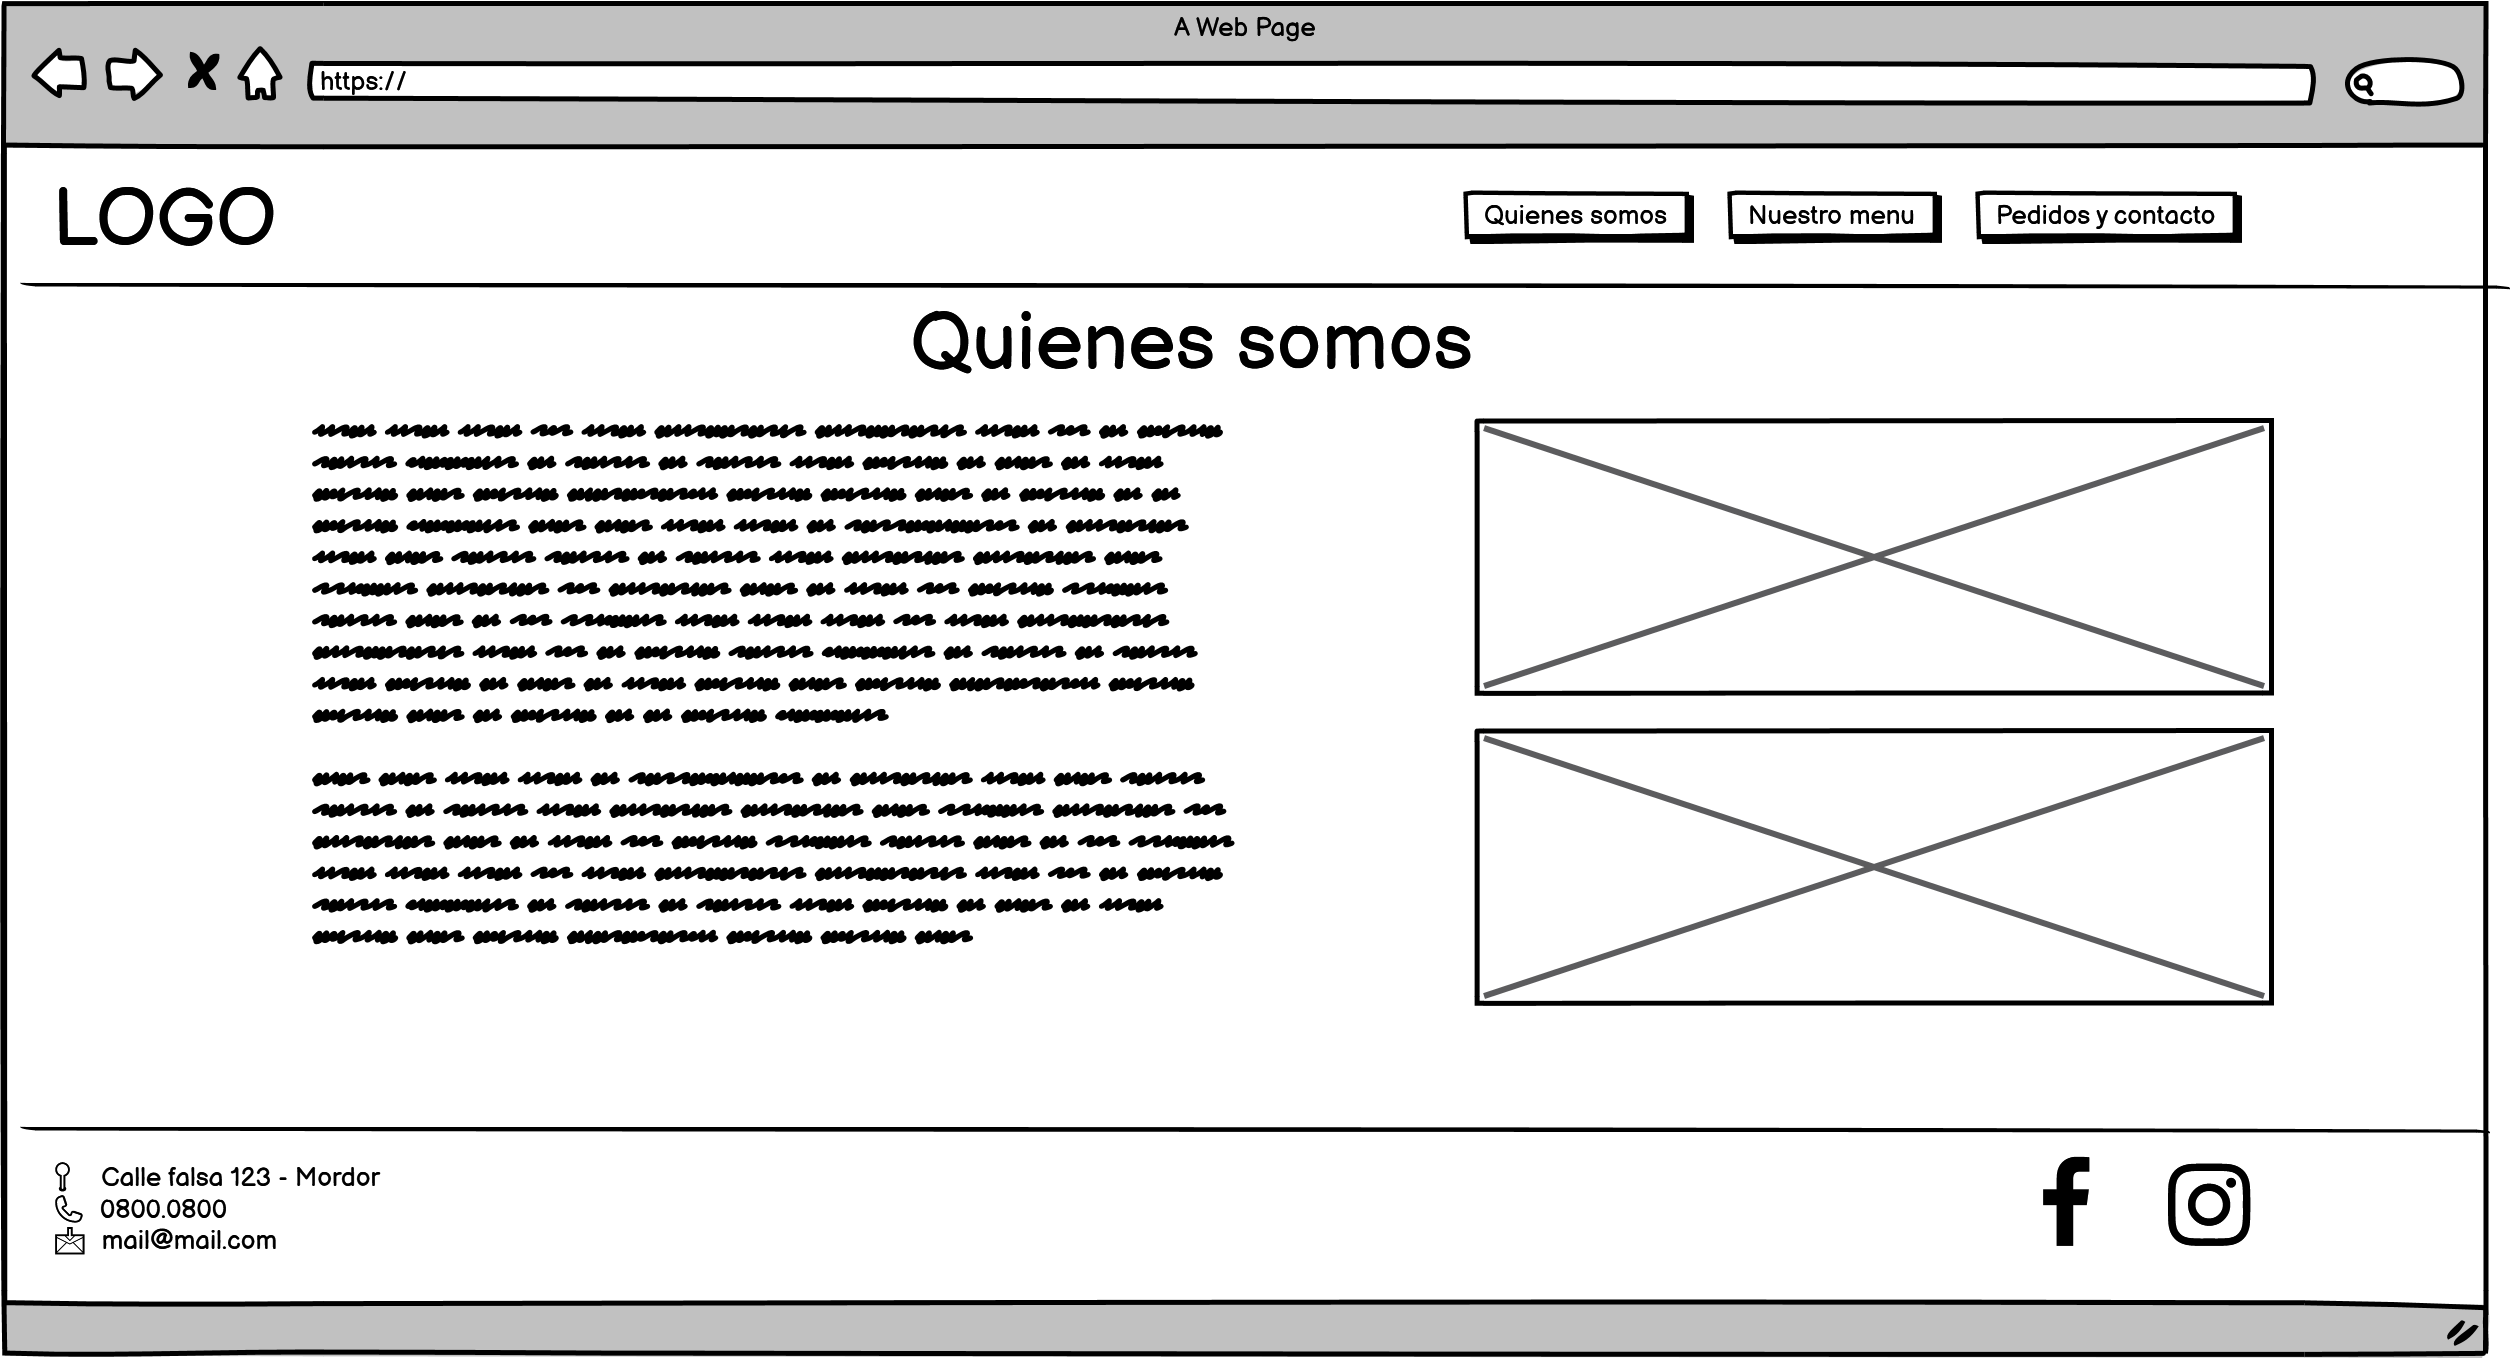 A Web Page
https://
LOGO
Quienes somos
Nuestro menu
Pedidos y contacto
Quienes somos
Calle falsa 123 - Mordor
0800.0800
mail@mail.com